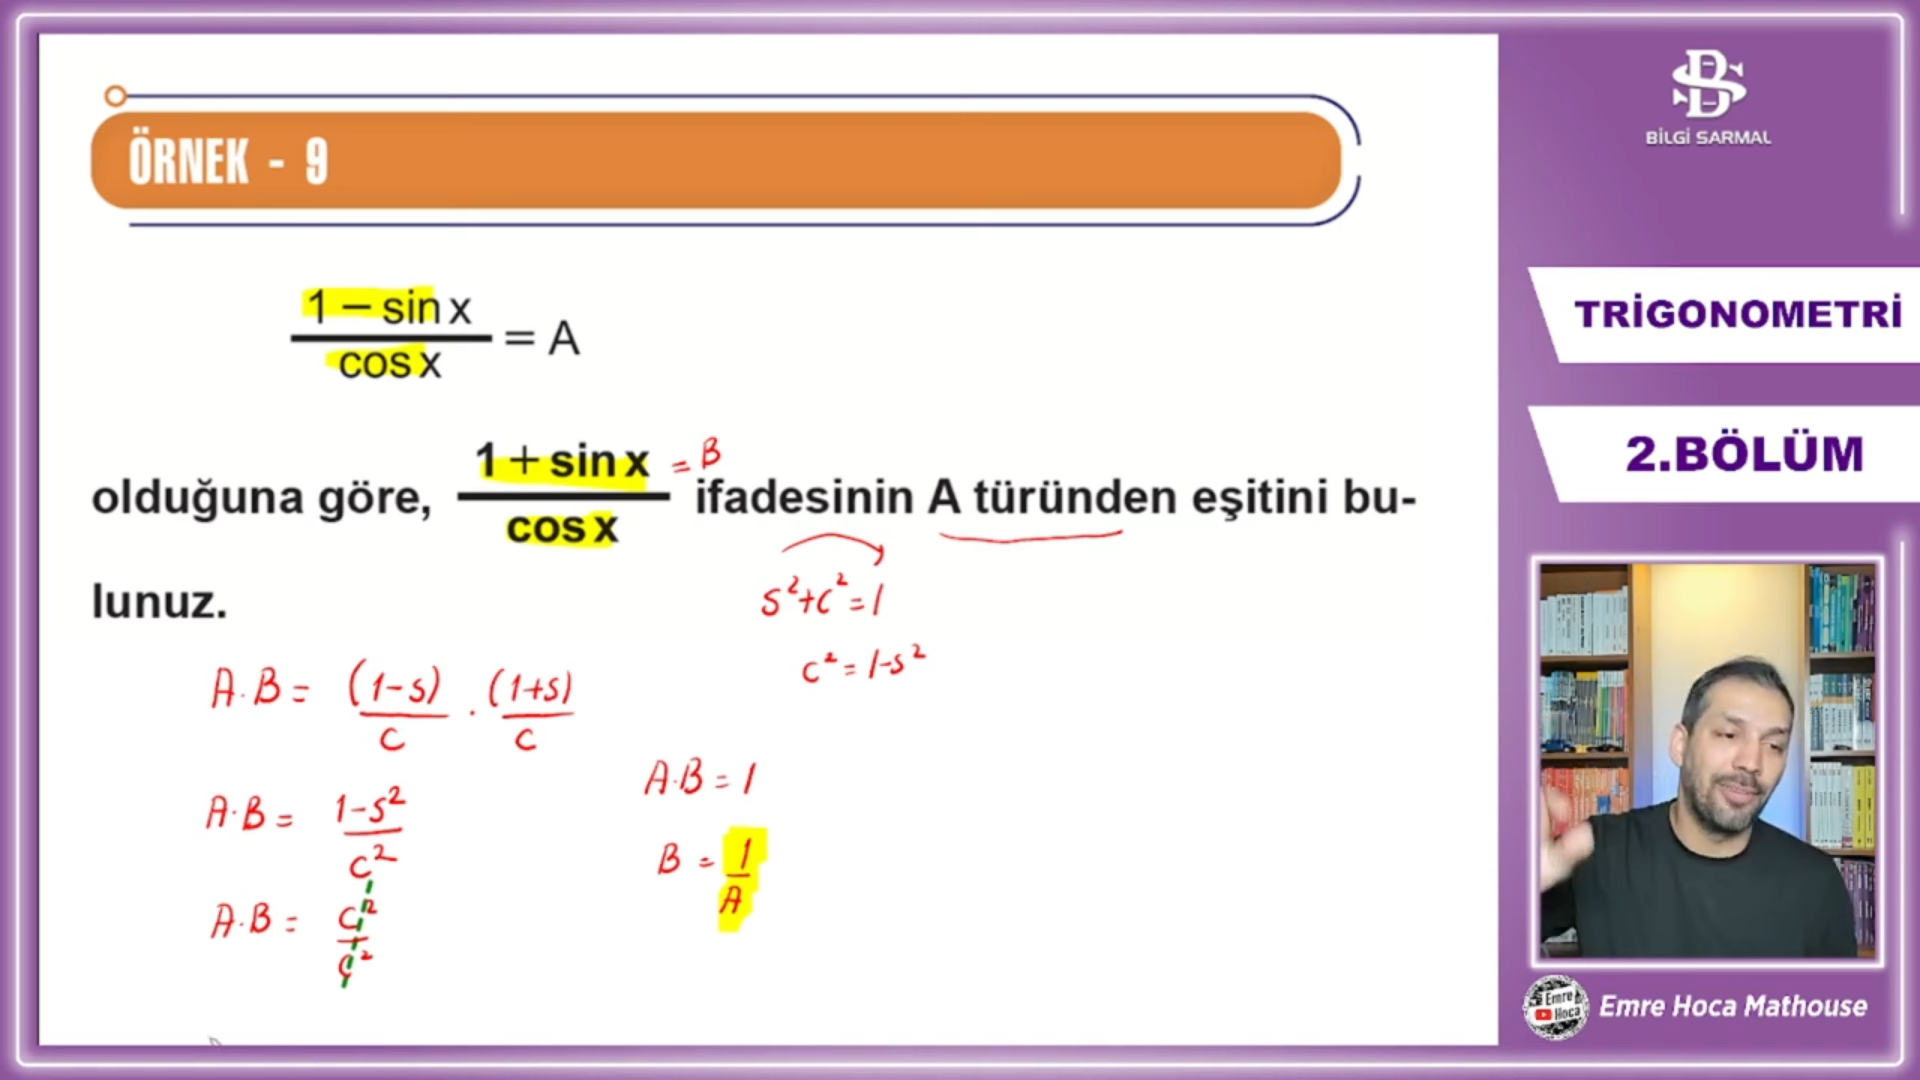 BİLGİ SARMAL
ÖRNEK - 9
TRİGONOMETRİ
2.BÖLÜM
1 − sin x / cos x = A
olduğuna göre, 1 + sin x / cos x = B ifadesinin A türünden eşitini bu-
lunuz.
s²+c²=1
c²=1-s²
A.B = (1-s)/c . (1+s)/c
A.B = 1-s²/c²
A.B = c²/c²
A.B = 1
B = 1/A
Emre
Hoca
Emre Hoca Mathouse